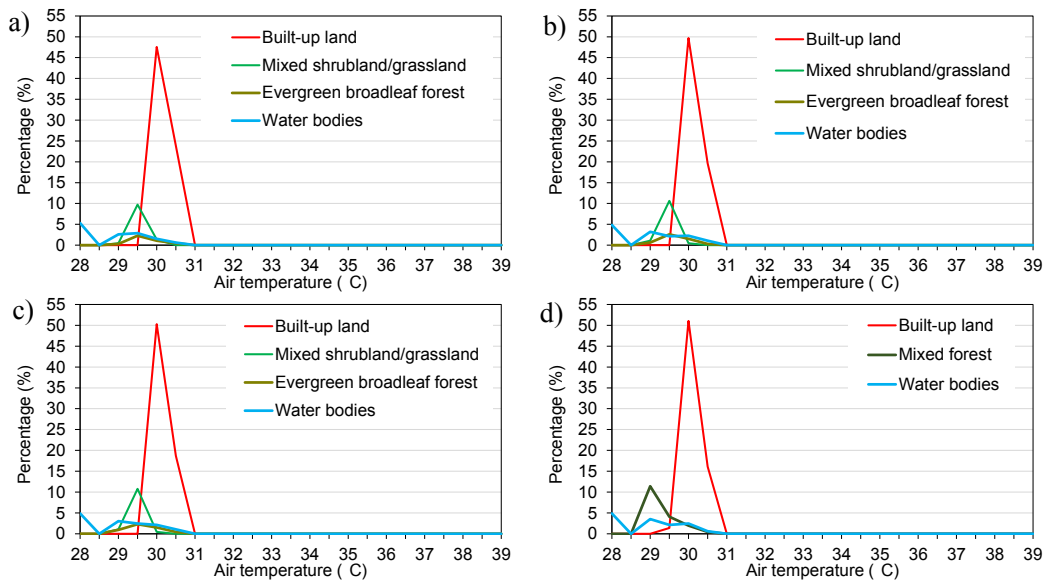 a)
55
50
45
40
35
30
25
20
15
10
5
0
Percentage (%)
Built-up land
Mixed shrubland/grassland
Evergreen broadleaf forest
Water bodies
28 29 30 31 32 33 34 35 36 37 38 39
Air temperature ( C)
b)
55
50
45
40
35
30
25
20
15
10
5
0
Percentage (%)
Built-up land
Mixed shrubland/grassland
Evergreen broadleaf forest
Water bodies
28 29 30 31 32 33 34 35 36 37 38 39
Air temperature ( C)
c)
55
50
45
40
35
30
25
20
15
10
5
0
Percentage (%)
Built-up land
Mixed shrubland/grassland
Evergreen broadleaf forest
Water bodies
28 29 30 31 32 33 34 35 36 37 38 39
Air temperature ( C)
d)
55
50
45
40
35
30
25
20
15
10
5
0
Percentage (%)
Built-up land
Mixed forest
Water bodies
28 29 30 31 32 33 34 35 36 37 38 39
Air temperature ( C)